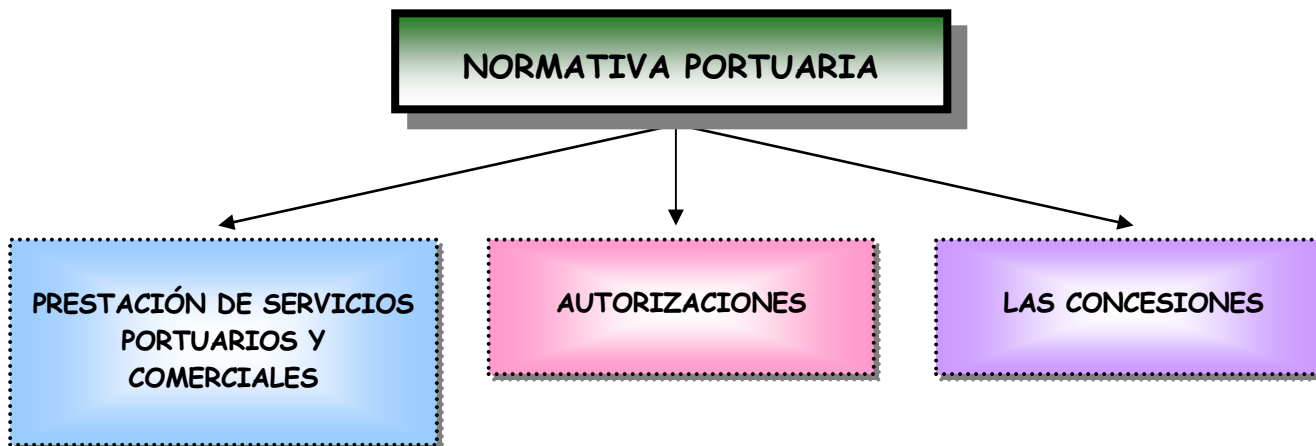 NORMATIVA PORTUARIA
PRESTACIÓN DE SERVICIOS
PORTUARIOS Y
COMERCIALES
AUTORIZACIONES
LAS CONCESIONES